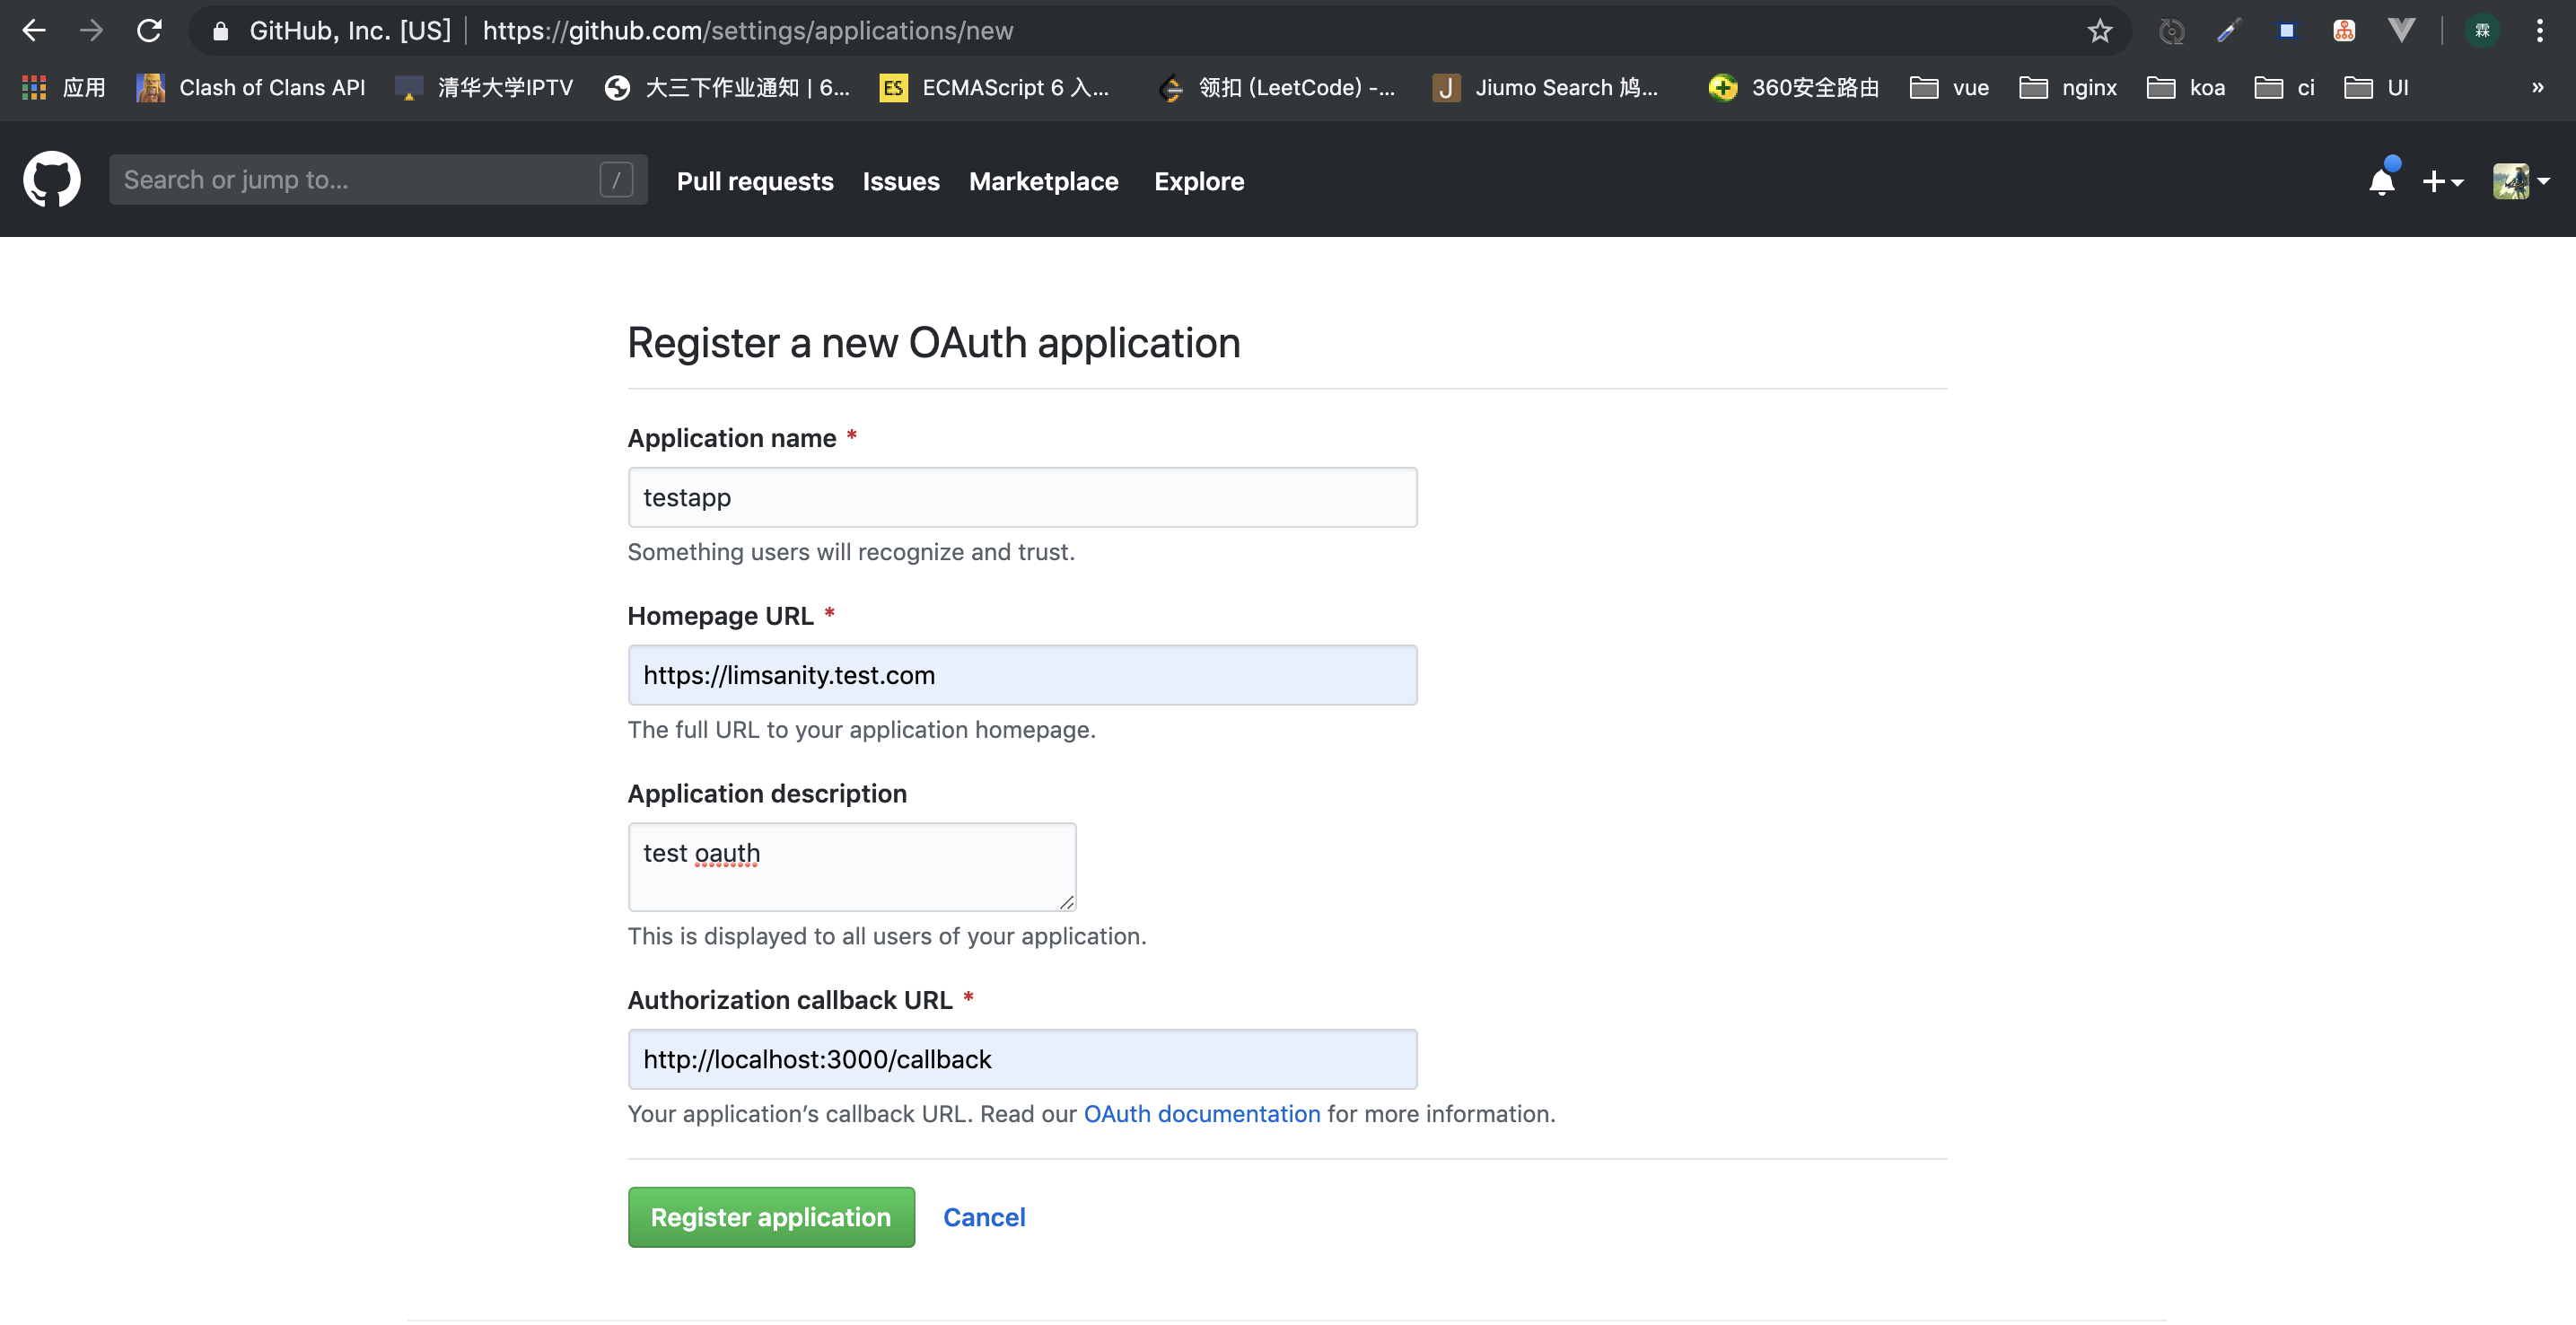 GitHub, Inc. [US] | https://github.com/settings/applications/new 霖
应用 Clash of Clans API 清华大学IPTV 大三下作业通知 | 6... ES ECMAScript 6 入... 领扣 (LeetCode) -... J Jiumo Search 鸠... 360安全路由 vue nginx koa ci UI »
Search or jump to... / Pull requests Issues Marketplace Explore
Register a new OAuth application
Application name *
testapp
Something users will recognize and trust.
Homepage URL *
https://limsanity.test.com
The full URL to your application homepage.
Application description
test oauth
This is displayed to all users of your application.
Authorization callback URL *
http://localhost:3000/callback
Your application’s callback URL. Read our OAuth documentation for more information.
Register application Cancel